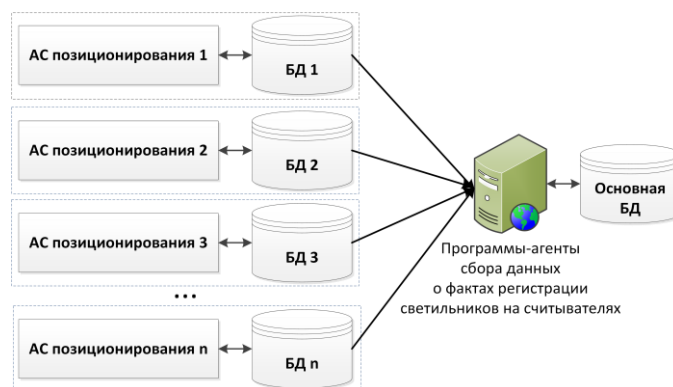 АС позиционирования 1
БД 1
АС позиционирования 2
БД 2
АС позиционирования 3
БД 3
...
АС позиционирования n
БД n
Программы-агенты
сбора данных
о фактах регистрации
светильников на считывателях
Основная
БД